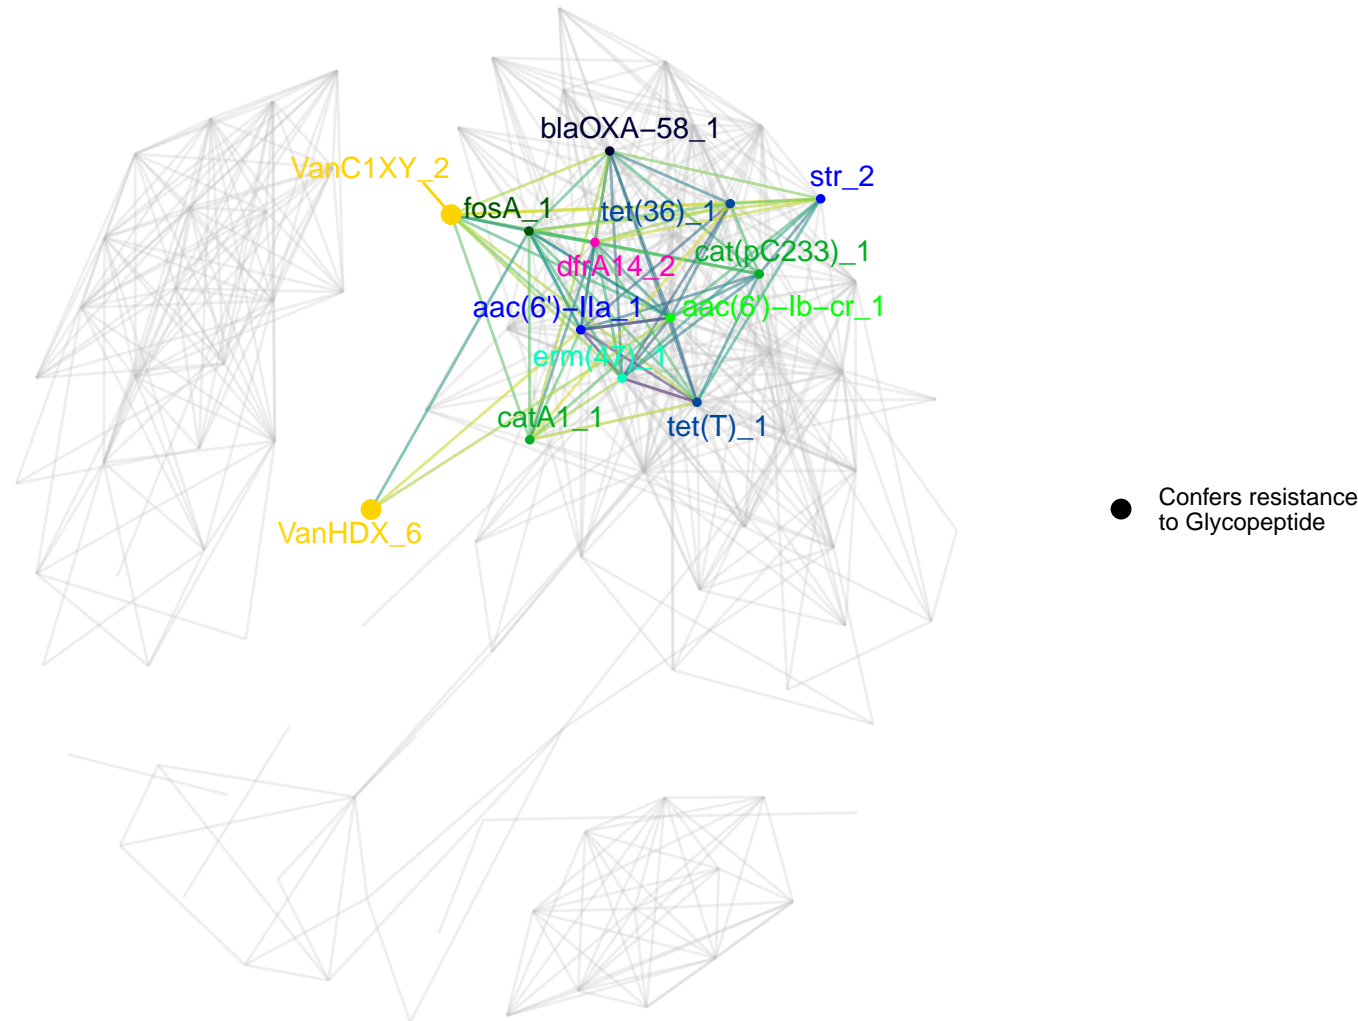 blaOXA−58_1
VanC1XY_2
str_2
fosA_1
tet(36)_1
cat(pC233)_1
dfrA14_2
aac(6')−IIa_1
aac(6')−Ib−cr_1
erm(47)_1
catA1_1
tet(T)_1
VanHDX_6
Confers resistance
to Glycopeptide